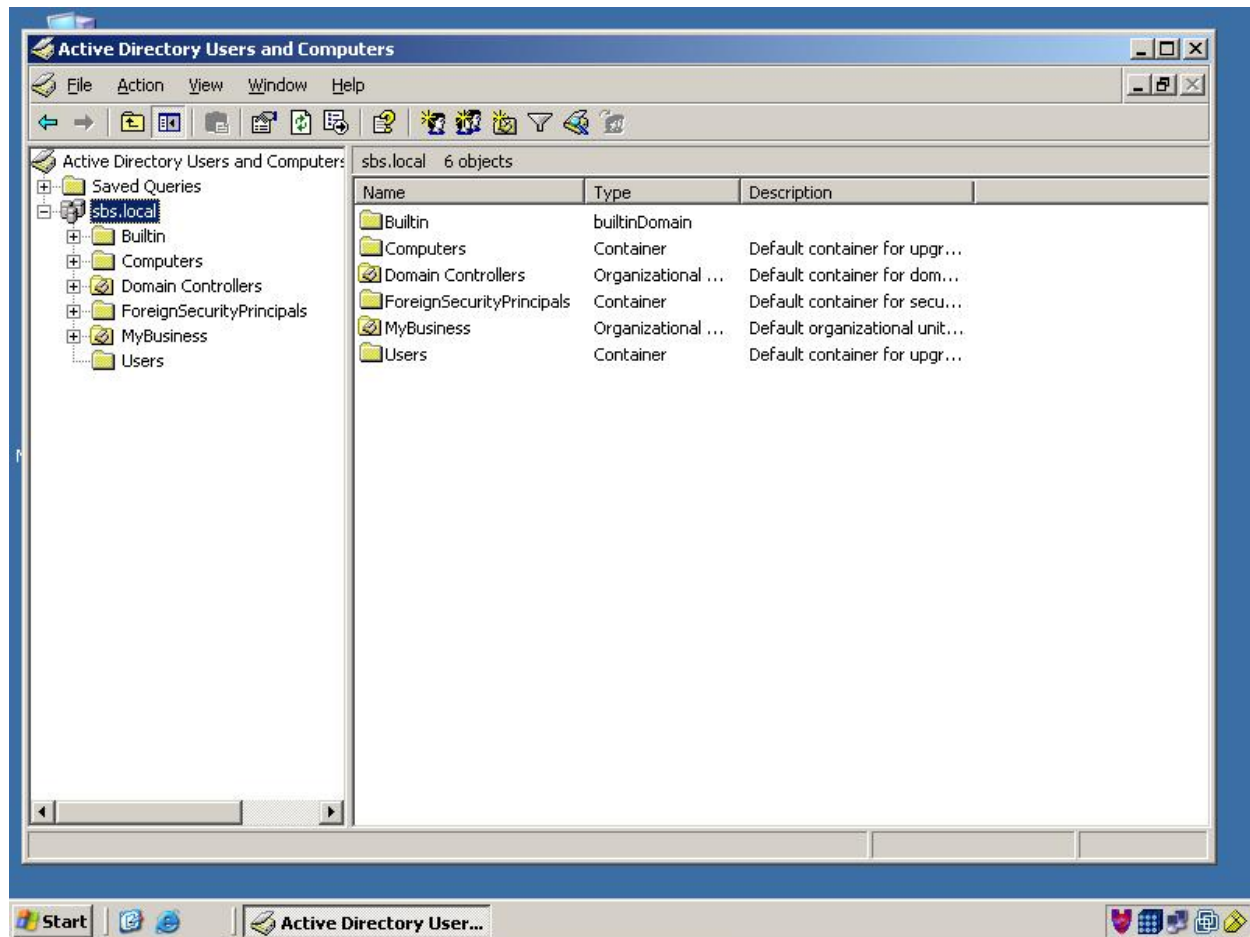 Active Directory Users and Computers
File Action View Window Help
Active Directory Users and Computers
Saved Queries
sbs.local
Builtin
Computers
Domain Controllers
ForeignSecurityPrincipals
MyBusiness
Users
sbs.local 6 objects
Name Type Description
Builtin builtinDomain
Computers Container Default container for upgr...
Domain Controllers Organizational ... Default container for dom...
ForeignSecurityPrincipals Container Default container for secu...
MyBusiness Organizational ... Default organizational unit...
Users Container Default container for upgr...
Start Active Directory User...